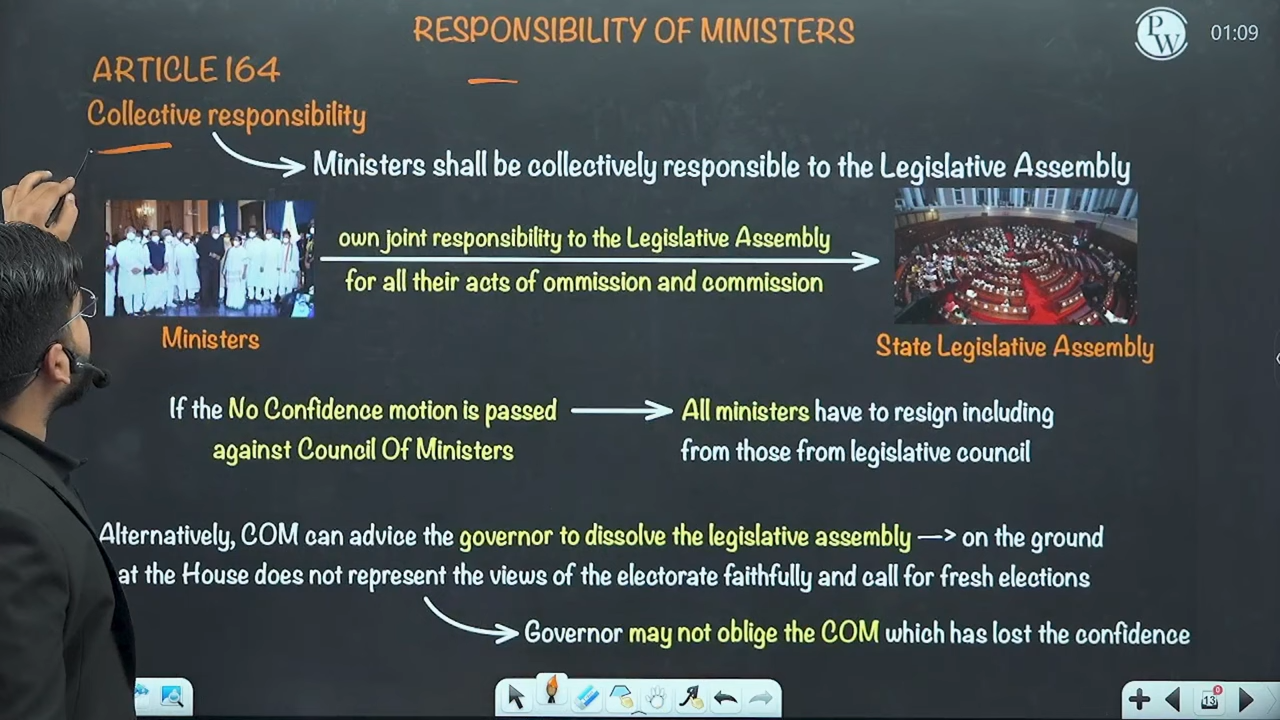 RESPONSIBILITY OF MINISTERS
PW
01:09
ARTICLE 164
Collective responsibility
Ministers shall be collectively responsible to the Legislative Assembly
own joint responsibility to the Legislative Assembly
for all their acts of ommission and commission
Ministers
State Legislative Assembly
If the No Confidence motion is passed
against Council Of Ministers
All ministers have to resign including
from those from legislative council
Alternatively, COM can advice the governor to dissolve the legislative assembly —> on the ground
at the House does not represent the views of the electorate faithfully and call for fresh elections
Governor may not oblige the COM which has lost the confidence
13